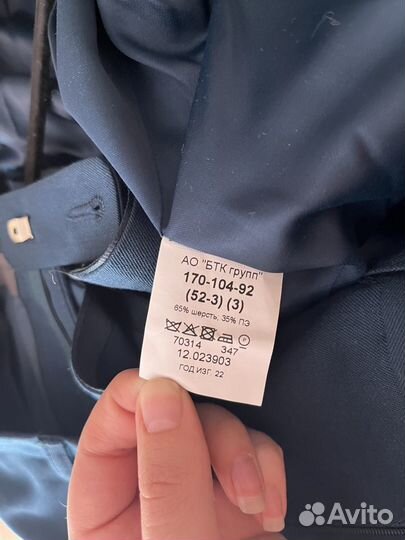 АО "БТК групп"
170-104-92
(52-3) (3)
65% шерсть, 35% ПЭ
70314 347
12.023903
ГОД ИЗГ. 22
Avito